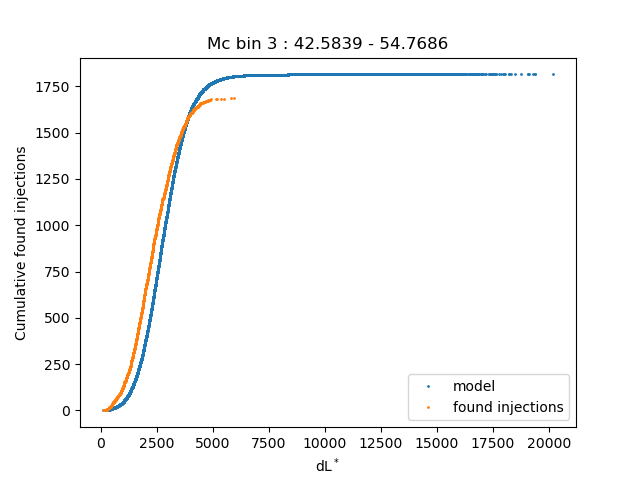 Mc bin 3 : 42.5839 - 54.7686
Cumulative found injections
1750
1500
1250
1000
750
500
250
0
model
found injections
0 2500 5000 7500 10000 12500 15000 17500 20000
dL*